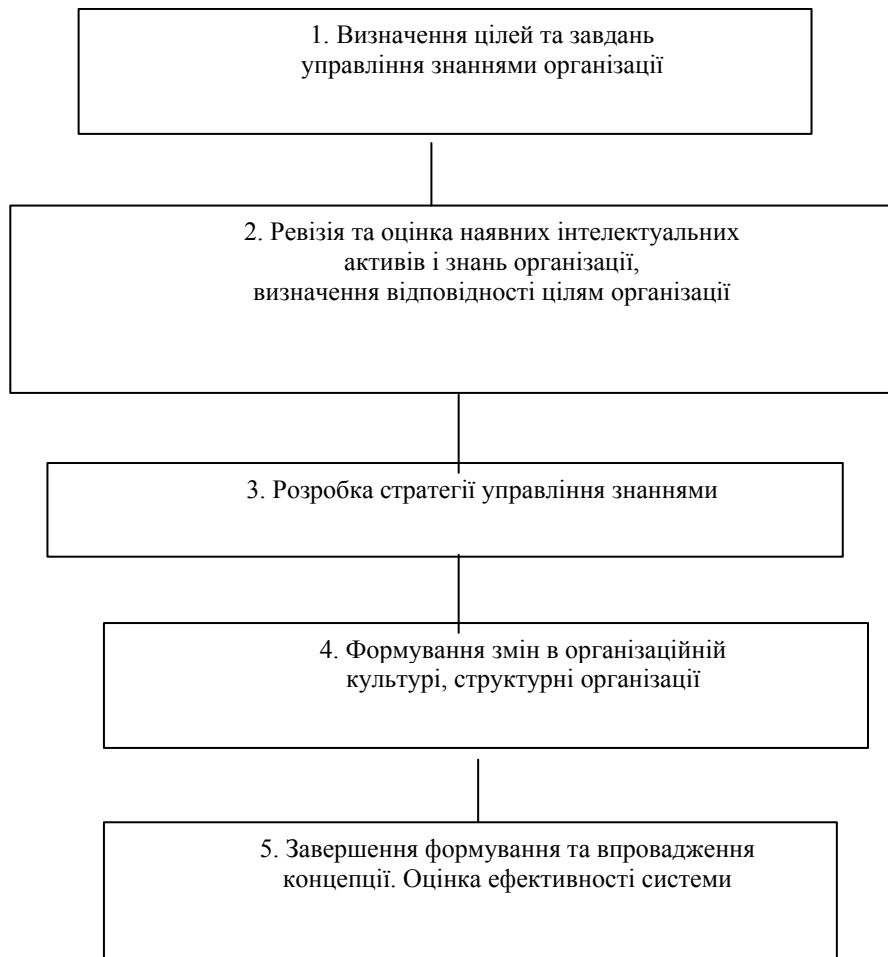 1. Визначення цілей та завдань
управління знаннями організації
2. Ревізія та оцінка наявних інтелектуальних
активів і знань організації,
визначення відповідності цілям організації
3. Розробка стратегії управління знаннями
4. Формування змін в організаційній
культурі, структурні організації
5. Завершення формування та впровадження
концепції. Оцінка ефективності системи